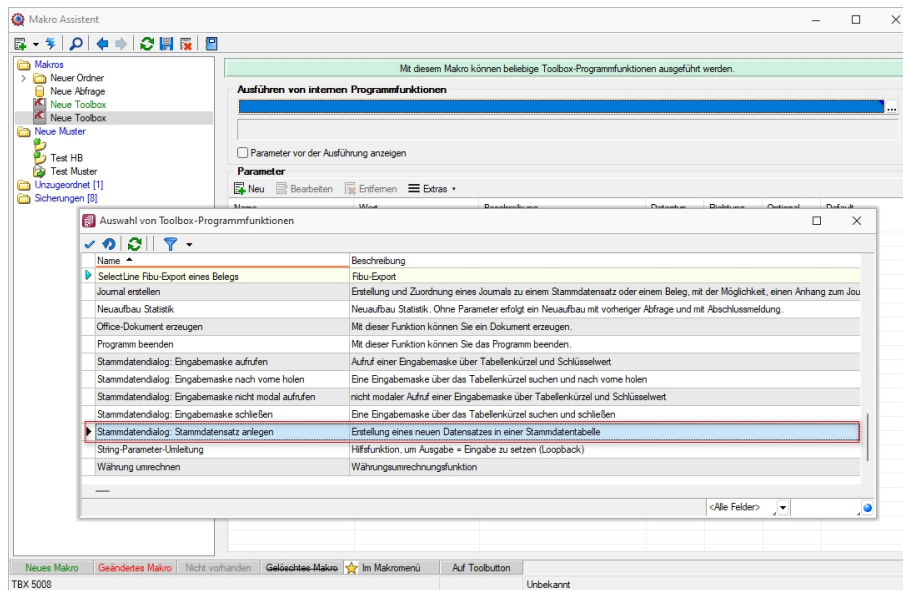 Makro Assistent
Makros
Neuer Ordner
Neue Abfrage
Neue Toolbox
Neue Toolbox
Neue Muster
Test HB
Test Muster
Unzugeordnet [1]
Sicherungen [8]
Mit diesem Makro können beliebige Toolbox-Programmfunktionen ausgeführt werden.
Ausführen von internen Programmfunktionen
...
Parameter vor der Ausführung anzeigen
Parameter
Neu Bearbeiten Entfernen Extras
Name Wert Beschreibung Datentyp Richtung Optional Default
Auswahl von Toolbox-Programmfunktionen
Name Beschreibung
SelectLine Fibu-Export eines Belegs Fibu-Export
Journal erstellen Erstellung und Zuordnung eines Journals zu einem Stammdatensatz oder einem Beleg, mit der Möglichkeit, einen Anhang zum Jou
Neuaufbau Statistik Neuaufbau Statistik. Ohne Parameter erfolgt ein Neuaufbau mit vorheriger Abfrage und mit Abschlussmeldung.
Office-Dokument erzeugen Mit dieser Funktion können Sie ein Dokument erzeugen.
Programm beenden Mit dieser Funktion können Sie das Programm beenden.
Stammdatendialog: Eingabemaske aufrufen Aufruf einer Eingabemaske über Tabellenkürzel und Schlüsselwert
Stammdatendialog: Eingabemaske nach vorne holen Eine Eingabemaske über das Tabellenkürzel suchen und nach vorne holen
Stammdatendialog: Eingabemaske nicht modal aufrufen nicht modaler Aufruf einer Eingabemaske über Tabellenkürzel und Schlüsselwert
Stammdatendialog: Eingabemaske schließen Eine Eingabemaske über das Tabellenkürzel suchen und schließen
Stammdatendialog: Stammdatensatz anlegen Erstellung eines neuen Datensatzes in einer Stammdatentabelle
String-Parameter-Umleitung Hilfsfunktion, um Ausgabe = Eingabe zu setzen (Loopback)
Währung umrechnen Währungsumrechnungsfunktion
<Alle Felder>
Neues Makro Geändertes Makro Nicht vorhanden Gelöschtes Makro Im Makromenü Auf Toolbutton
TBX 5008 Unbekannt